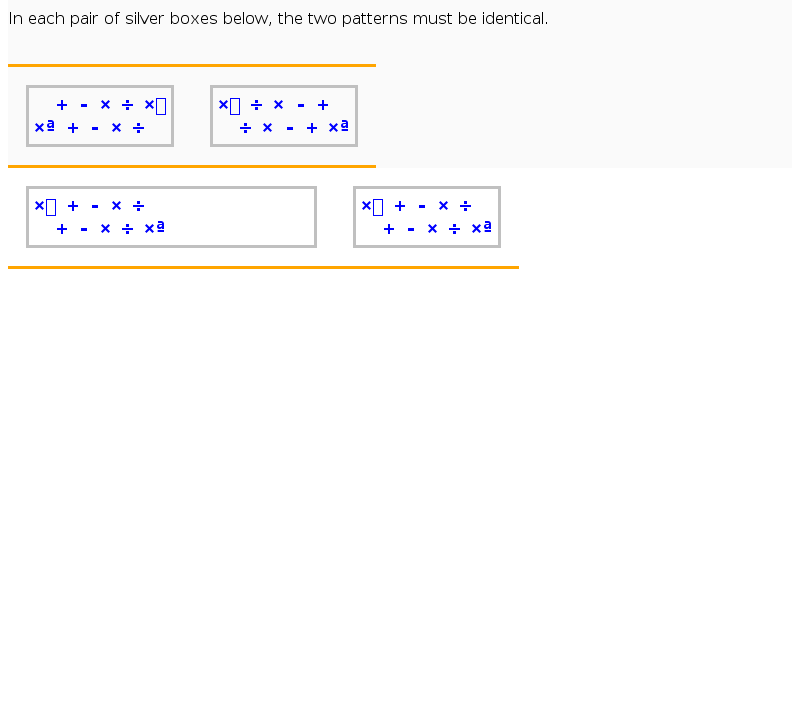 In each pair of silver boxes below, the two patterns must be identical.
+ - × ÷ ×▯ ×▯ ÷ × - +
×ª + - × ÷ ÷ × - + ×ª
×▯ + - × ÷ ×▯ + - × ÷
+ - × ÷ ×ª + - × ÷ ×ª